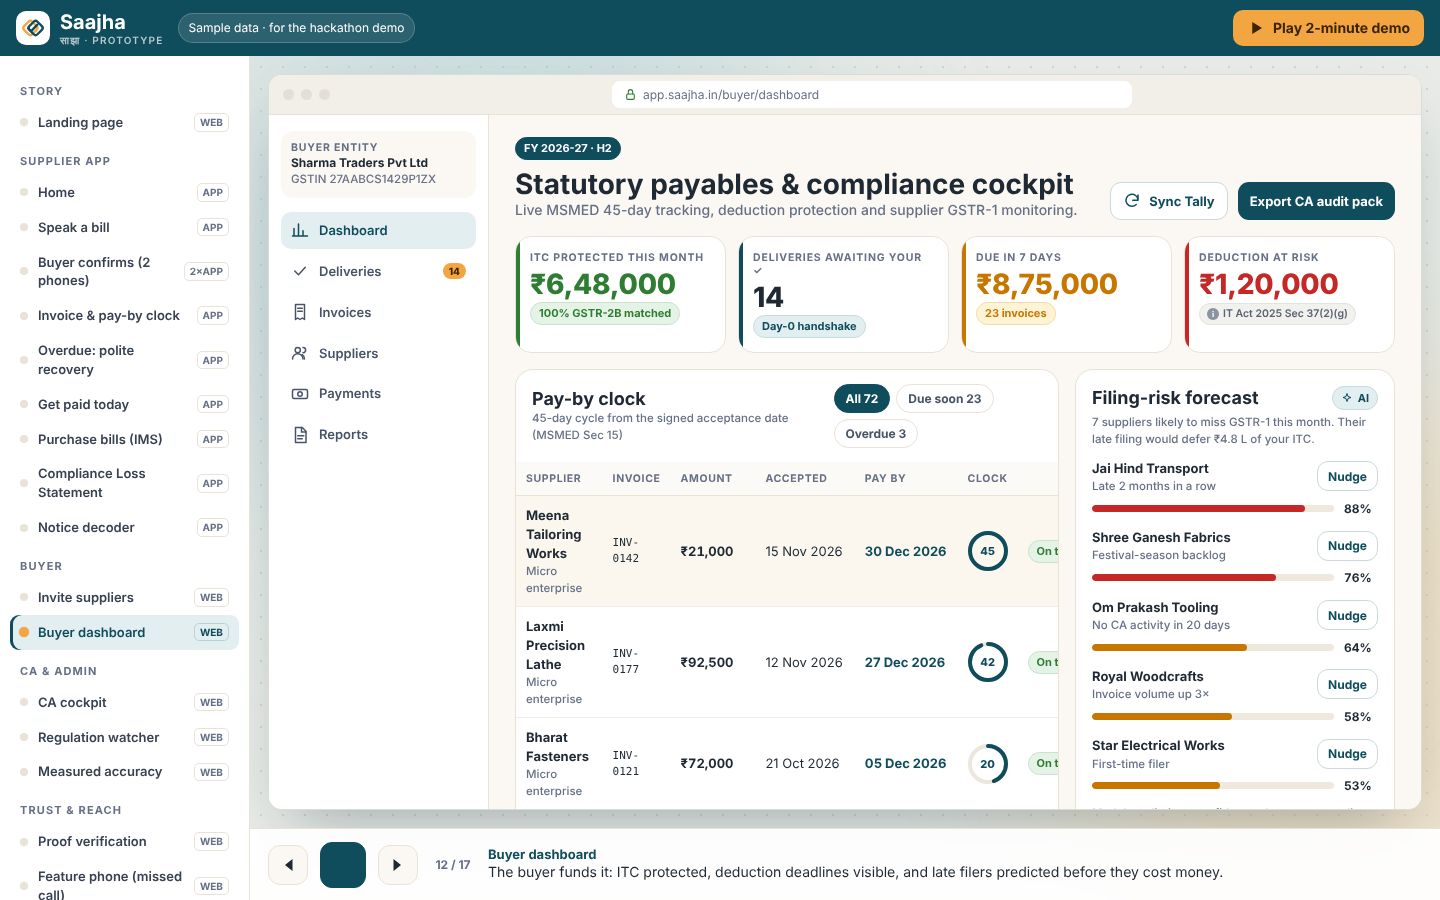 Saajha
साझा · PROTOTYPE
Sample data · for the hackathon demo
Play 2-minute demo
STORY
Landing page WEB
SUPPLIER APP
Home APP
Speak a bill APP
Buyer confirms (2 phones) 2×APP
Invoice & pay-by clock APP
Overdue: polite recovery APP
Get paid today APP
Purchase bills (IMS) APP
Compliance Loss Statement APP
Notice decoder APP
BUYER
Invite suppliers WEB
Buyer dashboard WEB
CA & ADMIN
CA cockpit WEB
Regulation watcher WEB
Measured accuracy WEB
TRUST & REACH
Proof verification WEB
Feature phone (missed call) WEB
app.saajha.in/buyer/dashboard
BUYER ENTITY
Sharma Traders Pvt Ltd
GSTIN 27AABCS1429P1ZX
Dashboard
Deliveries 14
Invoices
Suppliers
Payments
Reports
FY 2026-27 · H2
Statutory payables & compliance cockpit
Live MSMED 45-day tracking, deduction protection and supplier GSTR-1 monitoring.
Sync Tally
Export CA audit pack
ITC PROTECTED THIS MONTH
₹6,48,000
100% GSTR-2B matched
DELIVERIES AWAITING YOUR ✓
14
Day-0 handshake
DUE IN 7 DAYS
₹8,75,000
23 invoices
DEDUCTION AT RISK
₹1,20,000
IT Act 2025 Sec 37(2)(g)
Pay-by clock
45-day cycle from the signed acceptance date
(MSMED Sec 15)
All 72
Due soon 23
Overdue 3
SUPPLIER INVOICE AMOUNT ACCEPTED PAY BY CLOCK
Meena Tailoring Works Micro enterprise INV-0142 ₹21,000 15 Nov 2026 30 Dec 2026 45 On t
Laxmi Precision Lathe Micro enterprise INV-0177 ₹92,500 12 Nov 2026 27 Dec 2026 42 On t
Bharat Fasteners Micro enterprise INV-0121 ₹72,000 21 Oct 2026 05 Dec 2026 20 On t
Filing-risk forecast
AI
7 suppliers likely to miss GSTR-1 this month. Their
late filing would defer ₹4.8 L of your ITC.
Jai Hind Transport
Late 2 months in a row
Nudge
88%
Shree Ganesh Fabrics
Festival-season backlog
Nudge
76%
Om Prakash Tooling
No CA activity in 20 days
Nudge
64%
Royal Woodcrafts
Invoice volume up 3×
Nudge
58%
Star Electrical Works
First-time filer
Nudge
53%
12 / 17
Buyer dashboard
The buyer funds it: ITC protected, deduction deadlines visible, and late filers predicted before they cost money.